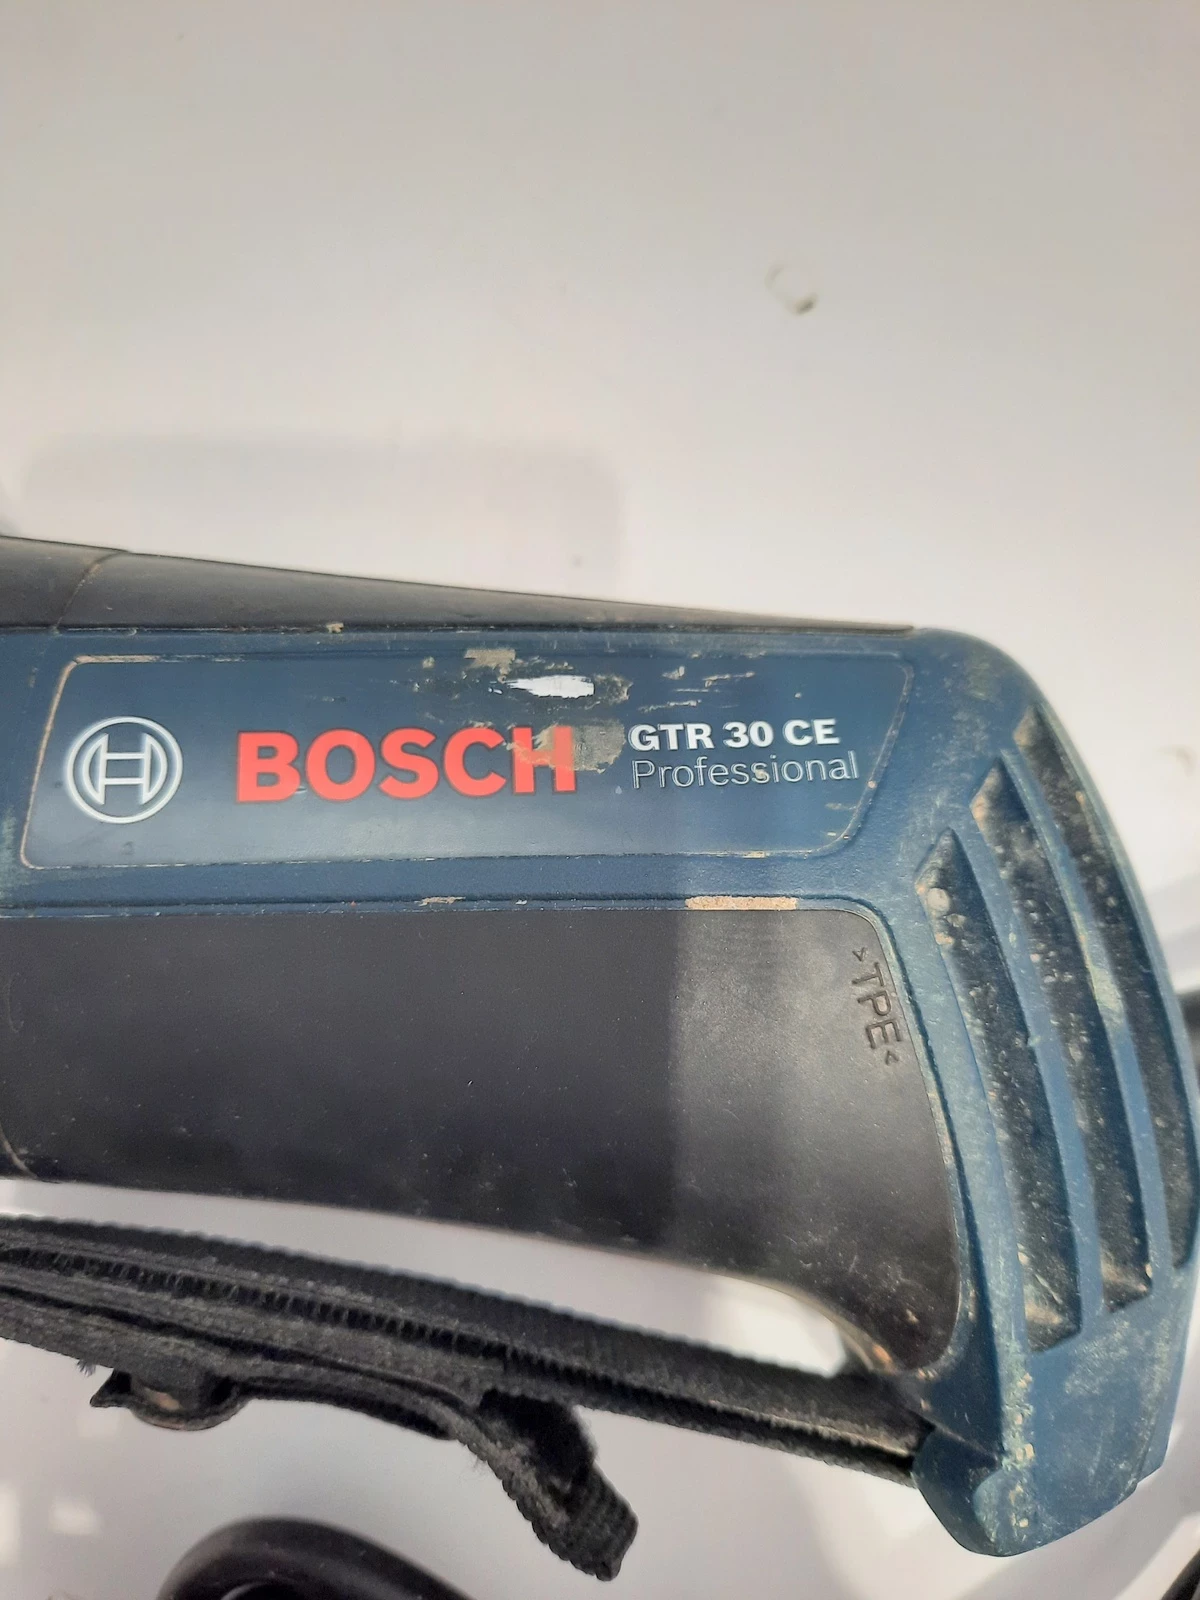 BOSCH
GTR 30 CE
Professional
>TPE<